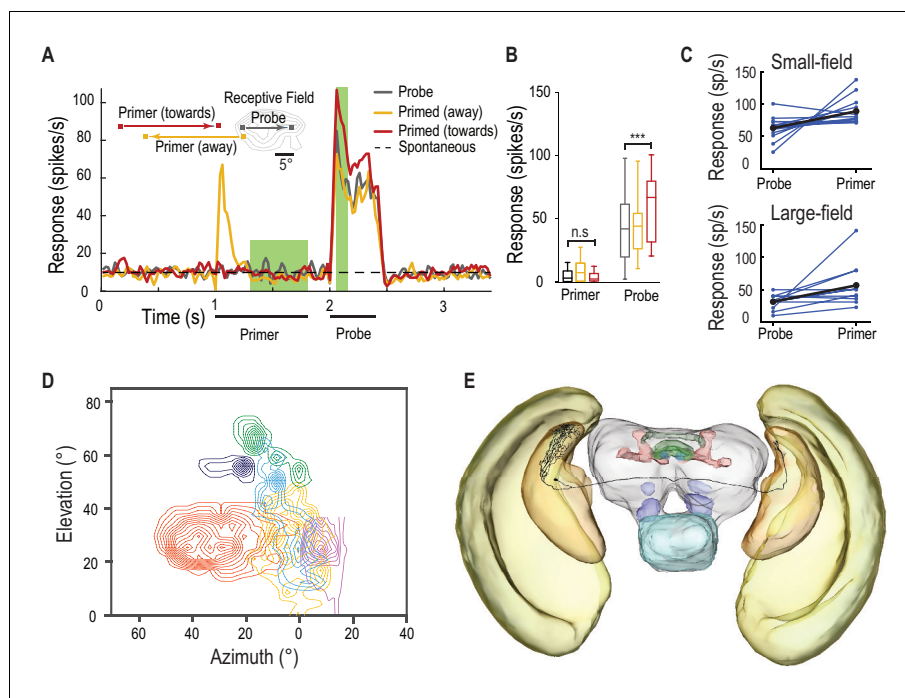 A
Response (spikes/s)
100
80
60
40
20
0
Primer (towards)
Primer (away)
Receptive Field
Probe
5°
Probe
Primed (away)
Primed (towards)
Spontaneous
0
1
2
3
Time (s)
Primer
Probe
B
Response (spikes/s)
150
100
50
0
n.s
***
Primer
Probe
C
Small-field
Response (sp/s)
150
100
50
0
Probe
Primer
Large-field
Response (sp/s)
150
100
50
0
Probe
Primer
D
Elevation (°)
80
60
40
20
0
60
40
20
0
20
40
Azimuth (°)
E